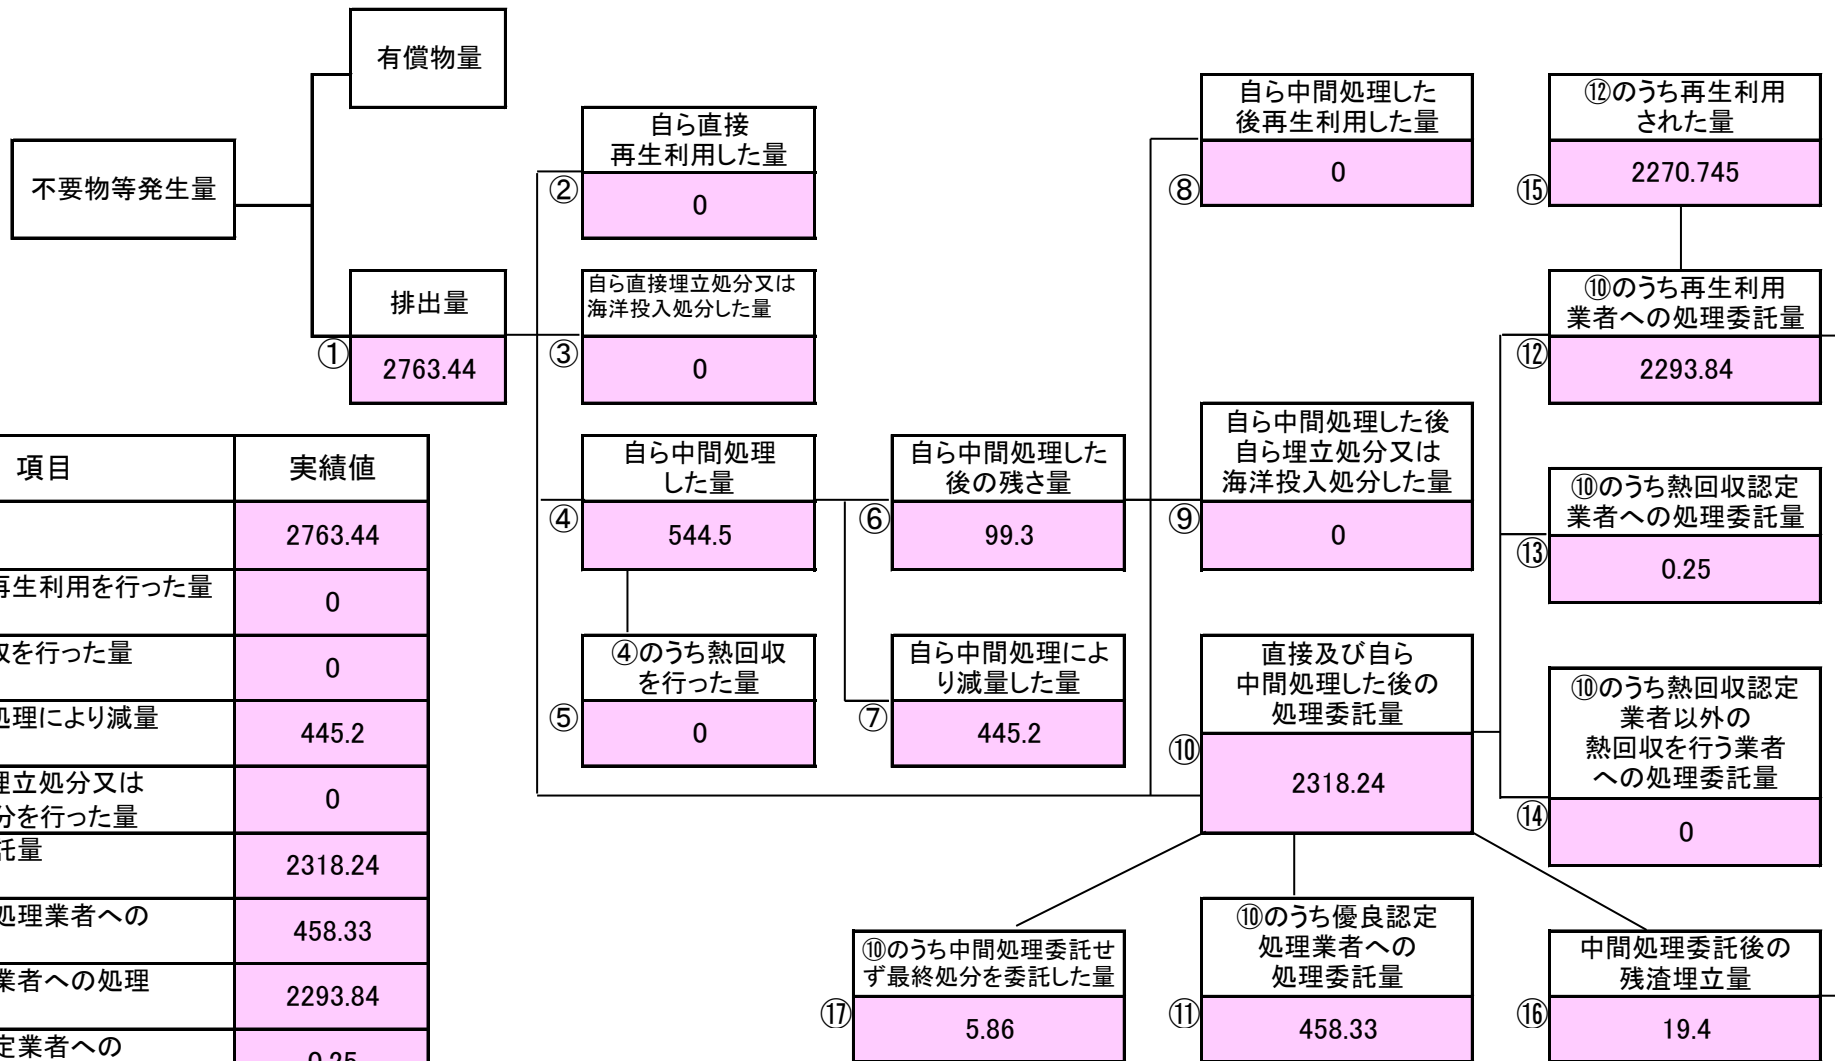 有償物量
不要物等発生量
排出量
①
2763.44
自ら直接
再生利用した量
②
0
自ら直接埋立処分又は
海洋投入処分した量
③
0
自ら中間処理
した量
④
544.5
④のうち熱回収
を行った量
⑤
0
自ら中間処理した
後の残さ量
⑥
99.3
自ら中間処理によ
り減量した量
⑦
445.2
自ら中間処理した
後再生利用した量
⑧
0
自ら中間処理した後
自ら埋立処分又は
海洋投入処分した量
⑨
0
直接及び自ら
中間処理した後の
処理委託量
⑩
2318.24
⑫のうち再生利用
された量
⑮
2270.745
⑩のうち再生利用
業者への処理委託量
⑫
2293.84
⑩のうち熱回収認定
業者への処理委託量
⑬
0.25
⑩のうち熱回収認定
業者以外の
熱回収を行う業者
への処理委託量
⑭
0
⑩のうち中間処理委託せ
ず最終処分を委託した量
⑰
5.86
⑩のうち優良認定
処理業者への
処理委託量
⑪
458.33
中間処理委託後の
残渣埋立量
⑯
19.4
項目
実績値
2763.44
再生利用を行った量
0
を行った量
0
処理により減量
445.2
埋立処分又は
分を行った量
0
託量
2318.24
処理業者への
458.33
業者への処理
2293.84
定業者への
0.25